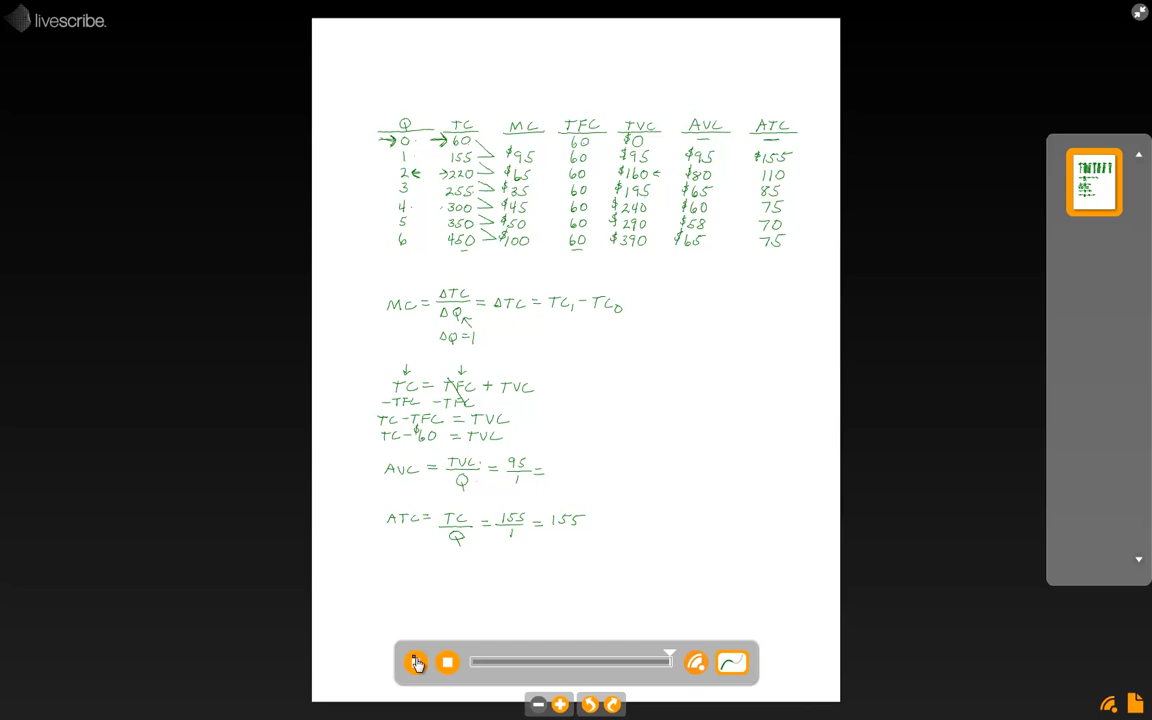 livescribe
Q TC MC TFC TVC AVC ATC
0 60 60 $0 — —
1 155 $95 60 $95 $95 $155
2 220 $65 60 $160 $80 110
3 255 $35 60 $195 $65 85
4 300 $45 60 $240 $60 75
5 350 $50 60 $290 $58 70
6 450 $100 60 $390 $65 75
MC = ΔTC / ΔQ = ΔTC = TC₁ - TC₀
ΔQ = 1
TC = TFC + TVC
-TFC -TFC
TC - TFC = TVC
TC - $60 = TVC
AVC = TVC / Q = 95 / 1 =
ATC = TC / Q = 155 / 1 = 155